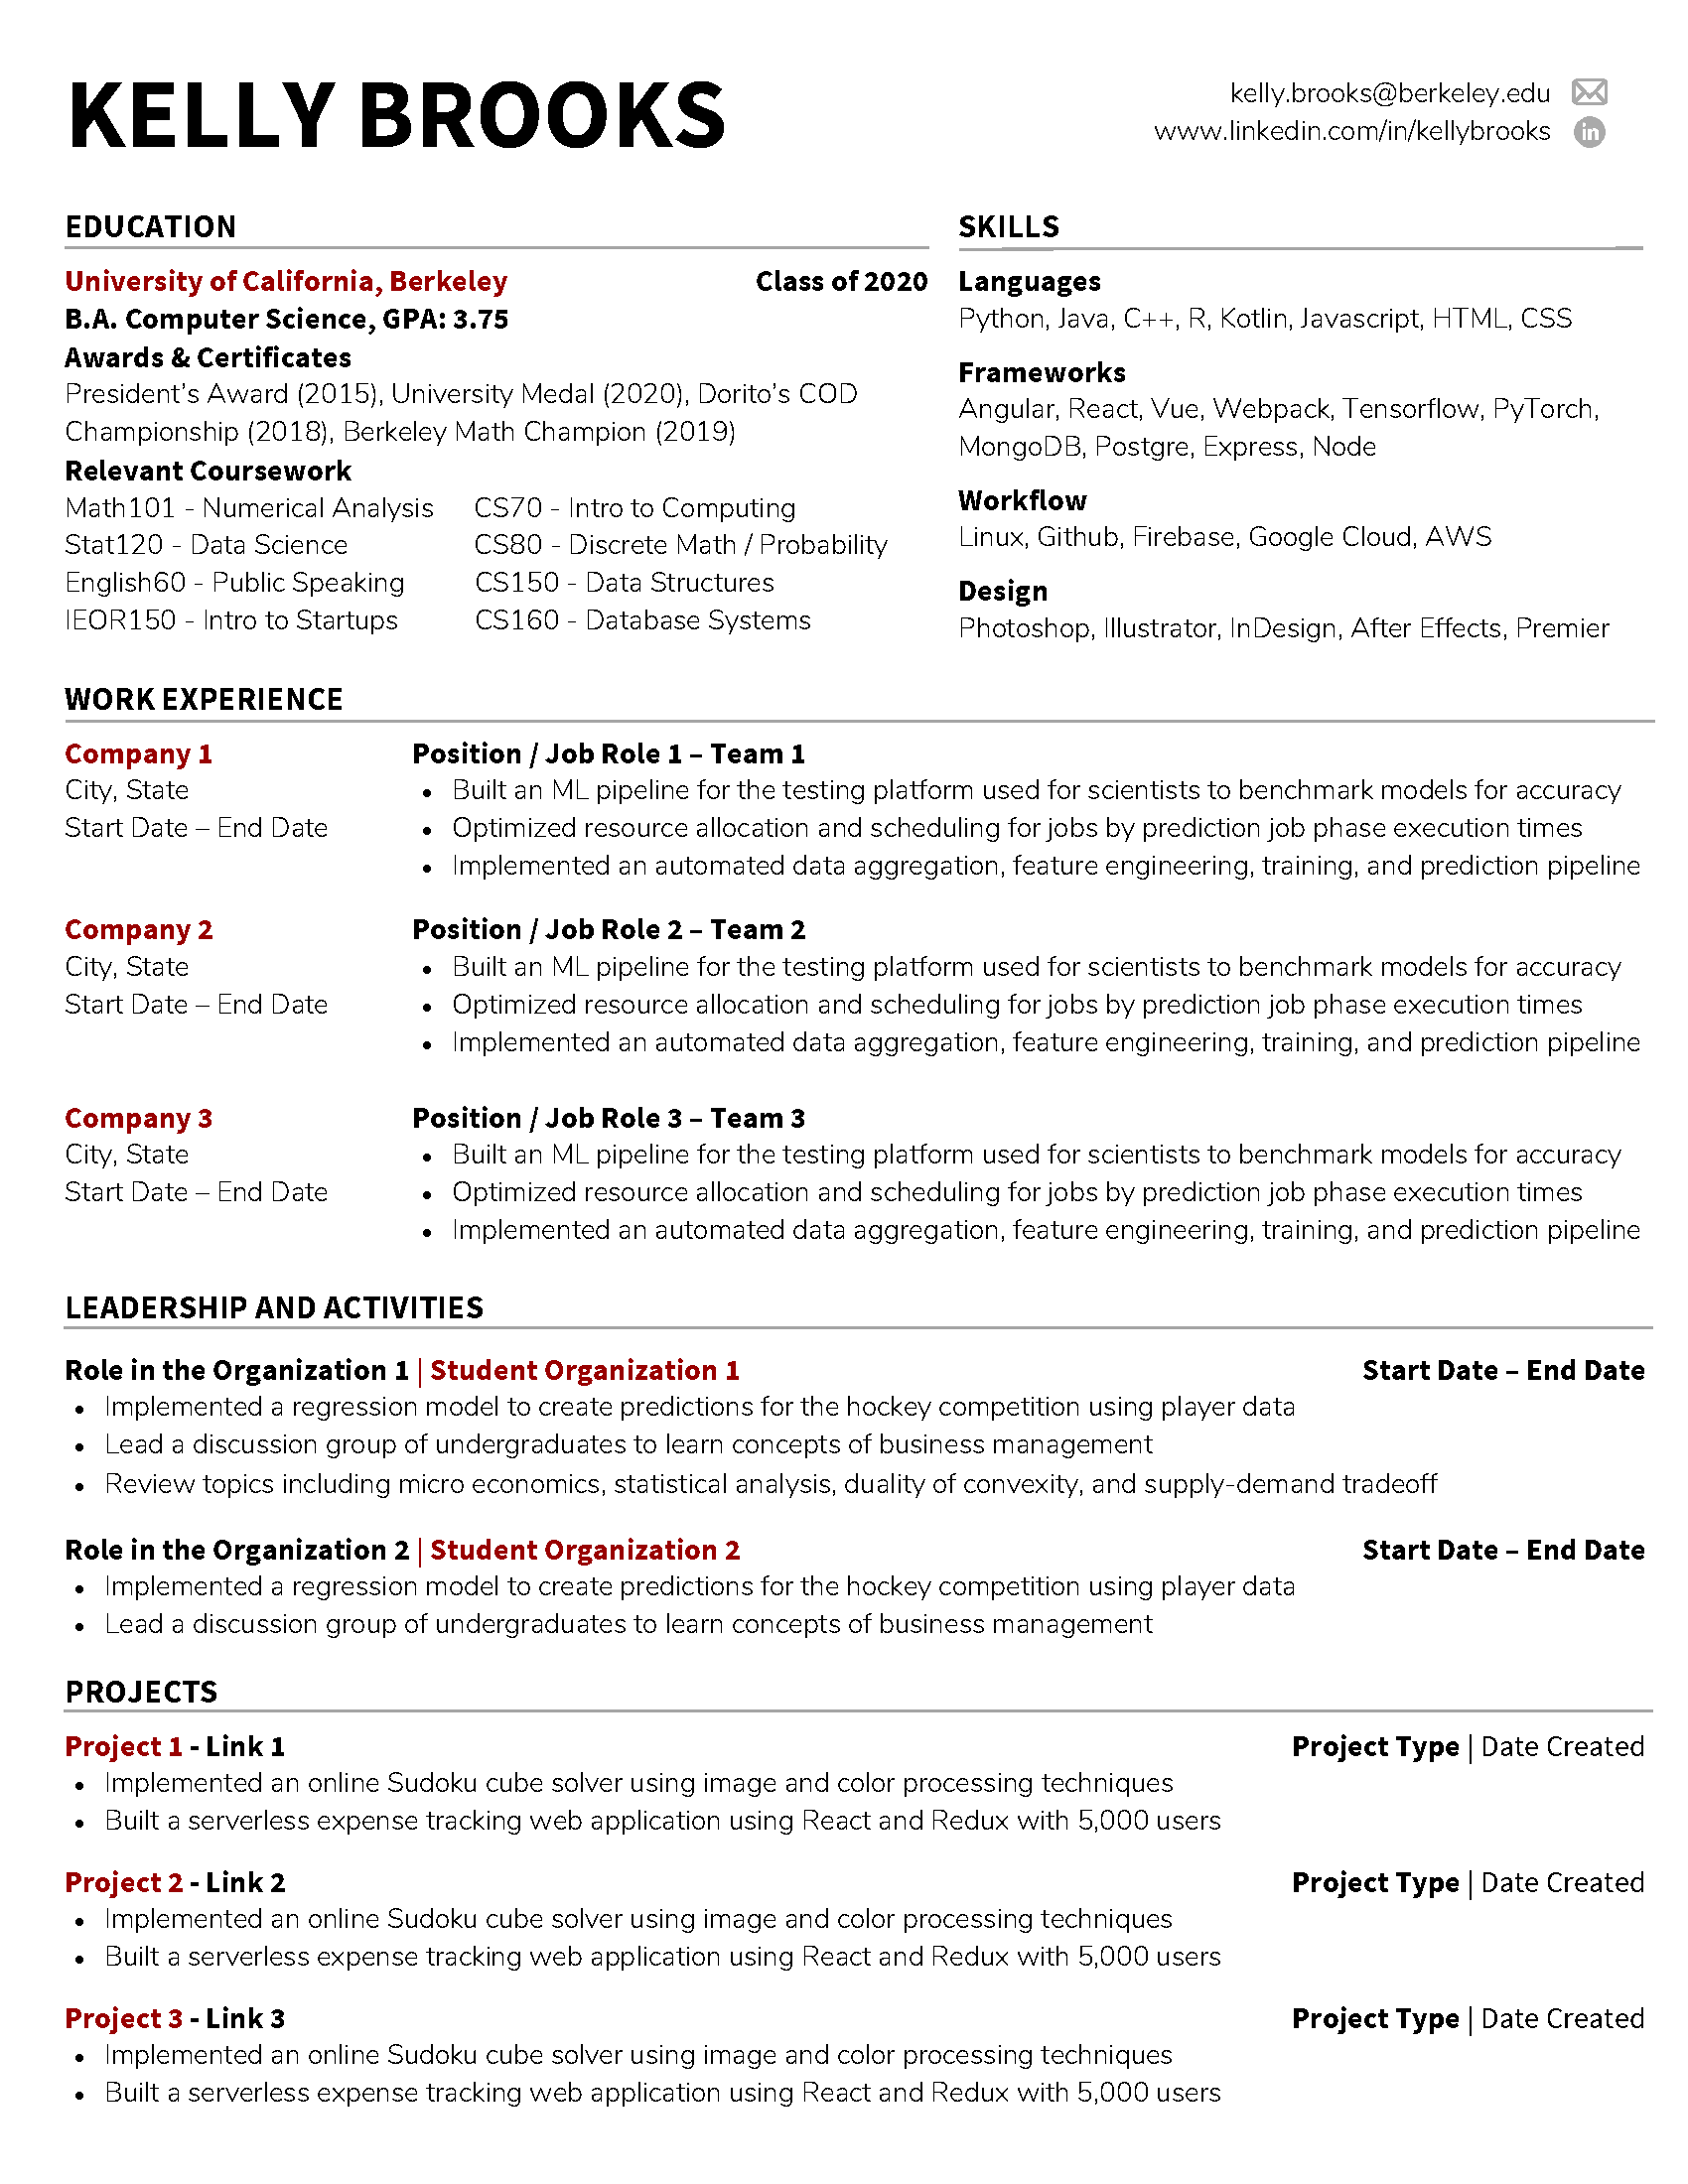 KELLY BROOKS
kelly.brooks@berkeley.edu
www.linkedin.com/in/kellybrooks
in
EDUCATION
University of California, Berkeley Class of 2020
B.A. Computer Science, GPA: 3.75
Awards & Certificates
President's Award (2015), University Medal (2020), Dorito's COD
Championship (2018), Berkeley Math Champion (2019)
Relevant Coursework
Math101 - Numerical Analysis CS70 - Intro to Computing
Stat120 - Data Science CS80 - Discrete Math / Probability
English60 - Public Speaking CS150 - Data Structures
IEOR150 - Intro to Startups CS160 - Database Systems
SKILLS
Languages
Python, Java, C++, R, Kotlin, Javascript, HTML, CSS
Frameworks
Angular, React, Vue, Webpack, Tensorflow, PyTorch,
MongoDB, Postgre, Express, Node
Workflow
Linux, Github, Firebase, Google Cloud, AWS
Design
Photoshop, Illustrator, InDesign, After Effects, Premier
WORK EXPERIENCE
Company 1
City, State
Start Date – End Date
Position / Job Role 1 – Team 1
• Built an ML pipeline for the testing platform used for scientists to benchmark models for accuracy
• Optimized resource allocation and scheduling for jobs by prediction job phase execution times
• Implemented an automated data aggregation, feature engineering, training, and prediction pipeline
Company 2
City, State
Start Date – End Date
Position / Job Role 2 – Team 2
• Built an ML pipeline for the testing platform used for scientists to benchmark models for accuracy
• Optimized resource allocation and scheduling for jobs by prediction job phase execution times
• Implemented an automated data aggregation, feature engineering, training, and prediction pipeline
Company 3
City, State
Start Date – End Date
Position / Job Role 3 – Team 3
• Built an ML pipeline for the testing platform used for scientists to benchmark models for accuracy
• Optimized resource allocation and scheduling for jobs by prediction job phase execution times
• Implemented an automated data aggregation, feature engineering, training, and prediction pipeline
LEADERSHIP AND ACTIVITIES
Role in the Organization 1 | Student Organization 1 Start Date – End Date
• Implemented a regression model to create predictions for the hockey competition using player data
• Lead a discussion group of undergraduates to learn concepts of business management
• Review topics including micro economics, statistical analysis, duality of convexity, and supply-demand tradeoff
Role in the Organization 2 | Student Organization 2 Start Date – End Date
• Implemented a regression model to create predictions for the hockey competition using player data
• Lead a discussion group of undergraduates to learn concepts of business management
PROJECTS
Project 1 - Link 1 Project Type | Date Created
• Implemented an online Sudoku cube solver using image and color processing techniques
• Built a serverless expense tracking web application using React and Redux with 5,000 users
Project 2 - Link 2 Project Type | Date Created
• Implemented an online Sudoku cube solver using image and color processing techniques
• Built a serverless expense tracking web application using React and Redux with 5,000 users
Project 3 - Link 3 Project Type | Date Created
• Implemented an online Sudoku cube solver using image and color processing techniques
• Built a serverless expense tracking web application using React and Redux with 5,000 users